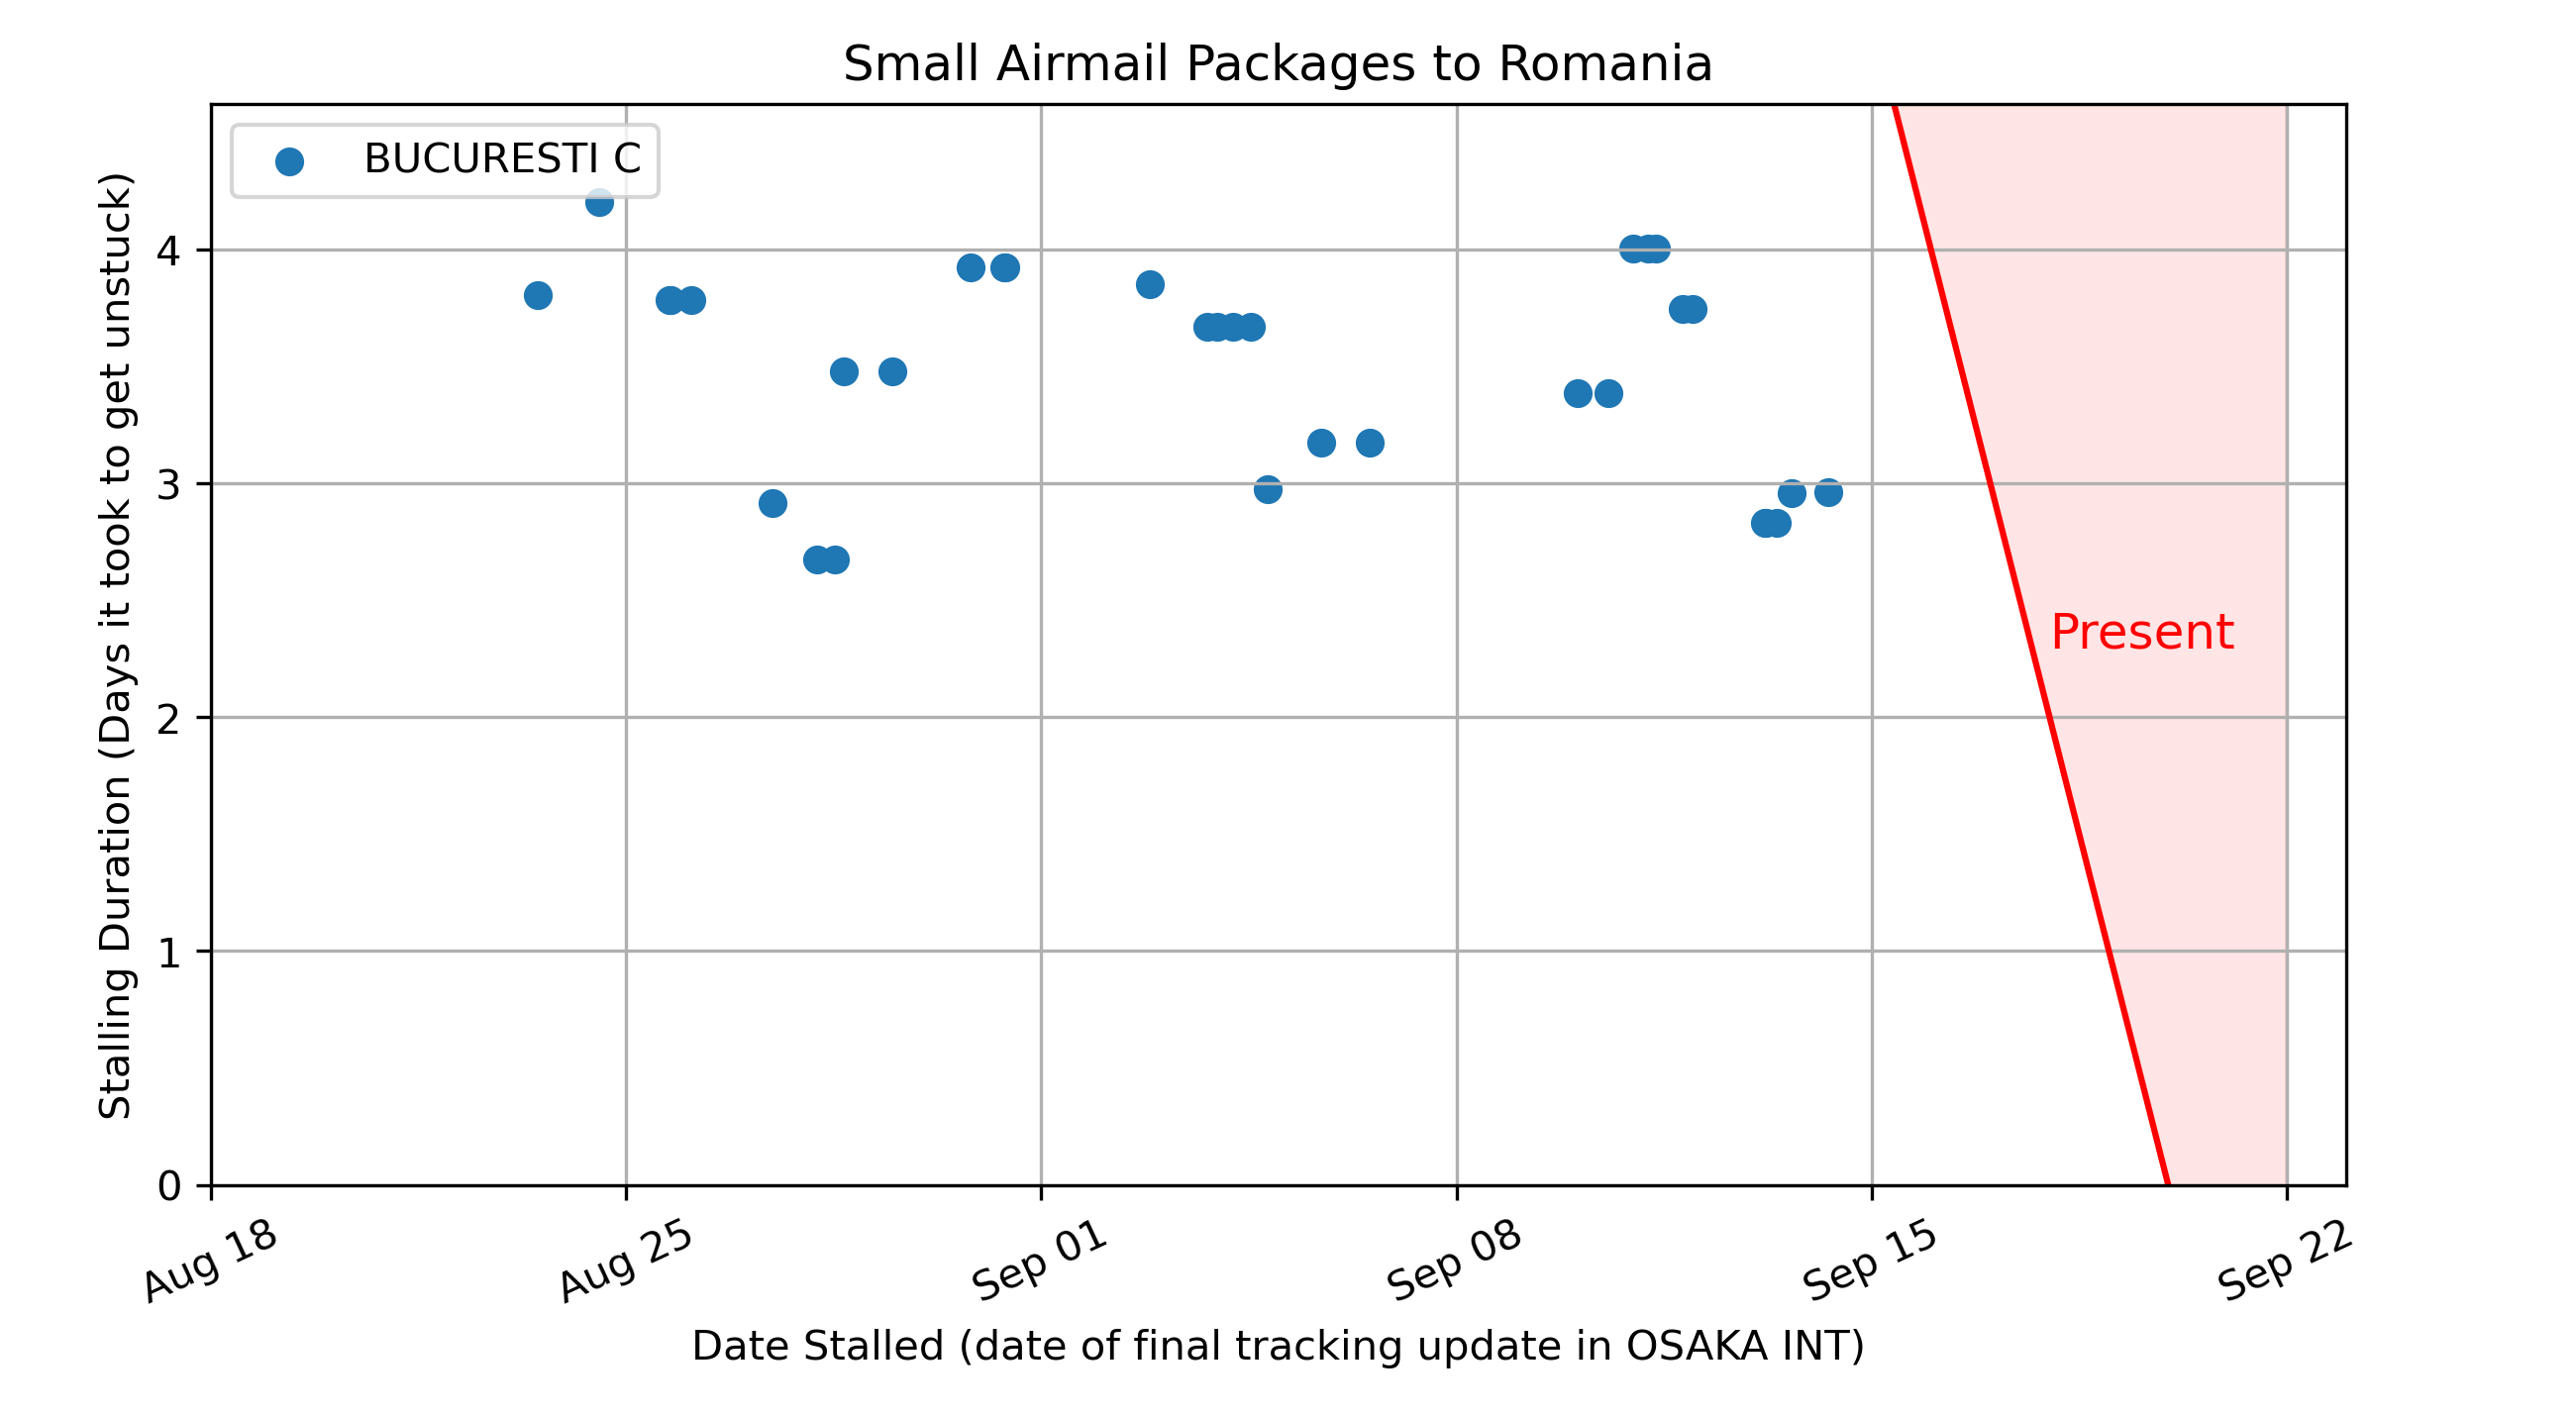 Small Airmail Packages to Romania
BUCURESTI C
Stalling Duration (Days it took to get unstuck)
4
3
2
1
0
Present
Aug 18
Aug 25
Sep 01
Sep 08
Sep 15
Sep 22
Date Stalled (date of final tracking update in OSAKA INT)